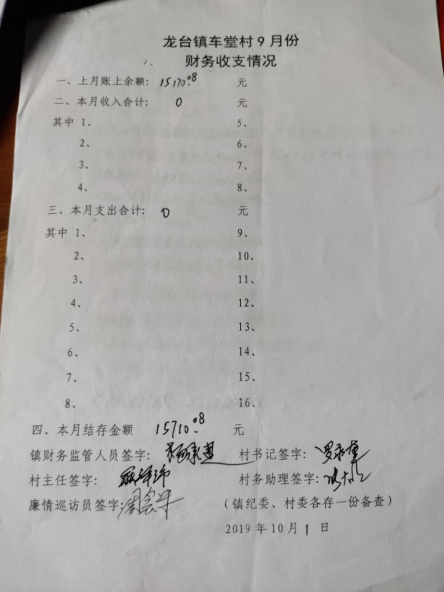 龙台镇车堂村9月份
财务收支情况
一、上月账上余额: 15170.08 元
二、本月收入合计: 0 元
其中 1、 5、
2、 6、
3、 7、
4、 8、
三、本月支出合计: 0 元
其中 1、 9、
2、 10、
3、 11、
4、 12、
5、 13、
6、 14、
7、 15、
8、 16、
四、本月结存金额 15710.08 元
镇财务监管人员签字: 村书记签字:
村主任签字: 村务助理签字:
廉情巡访员签字: (镇纪委、村委各存一份备查)
2019年10月1日